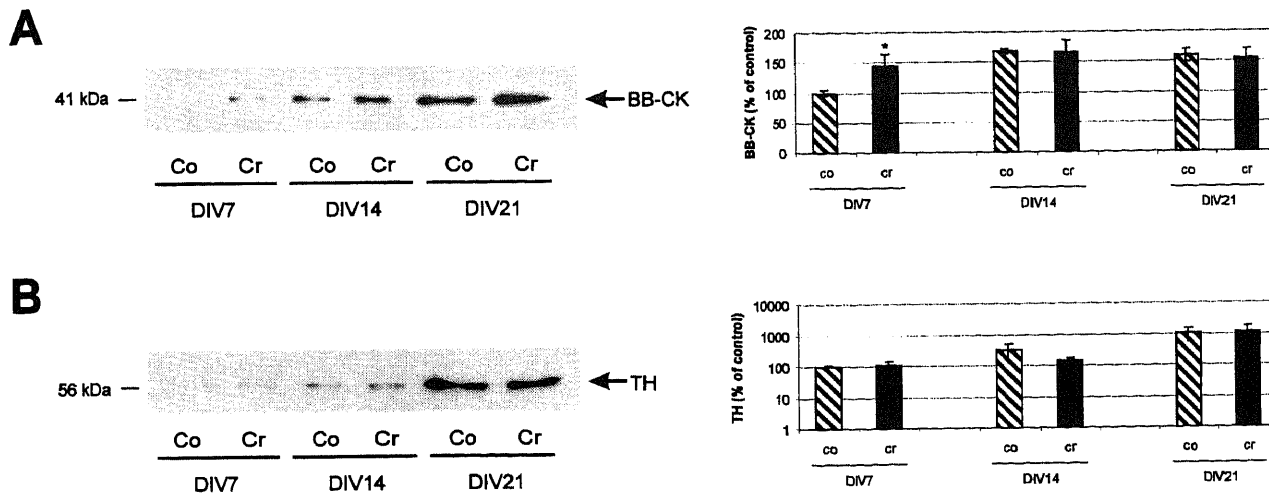 A
41 kDa
BB-CK
Co Cr Co Cr Co Cr
DIV7 DIV14 DIV21
BB-CK (% of control)
200
150
100
50
0
*
co cr co cr co cr
DIV7 DIV14 DIV21
B
56 kDa
TH
Co Cr Co Cr Co Cr
DIV7 DIV14 DIV21
TH (% of control)
10000
1000
100
10
1
co cr co cr co cr
DIV7 DIV14 DIV21